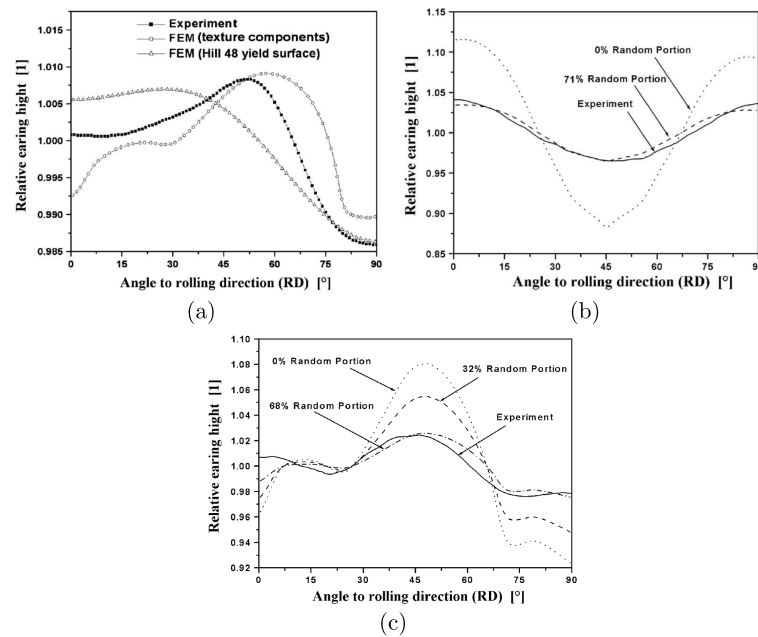 Experiment
FEM (texture components)
FEM (Hill 48 yield surface)
Relative earing hight [1]
1.015
1.010
1.005
1.000
0.995
0.990
0.985
0 15 30 45 60 75 90
Angle to rolling direction (RD) [°]
(a)
0% Random Portion
71% Random Portion
Experiment
Relative earing hight [1]
1.15
1.10
1.05
1.00
0.95
0.90
0.85
0 15 30 45 60 75 90
Angle to rolling direction (RD) [°]
(b)
0% Random Portion
32% Random Portion
68% Random Portion
Experiment
Relative earing hight [1]
1.10
1.08
1.06
1.04
1.02
1.00
0.98
0.96
0.94
0.92
0 15 30 45 60 75 90
Angle to rolling direction (RD) [°]
(c)